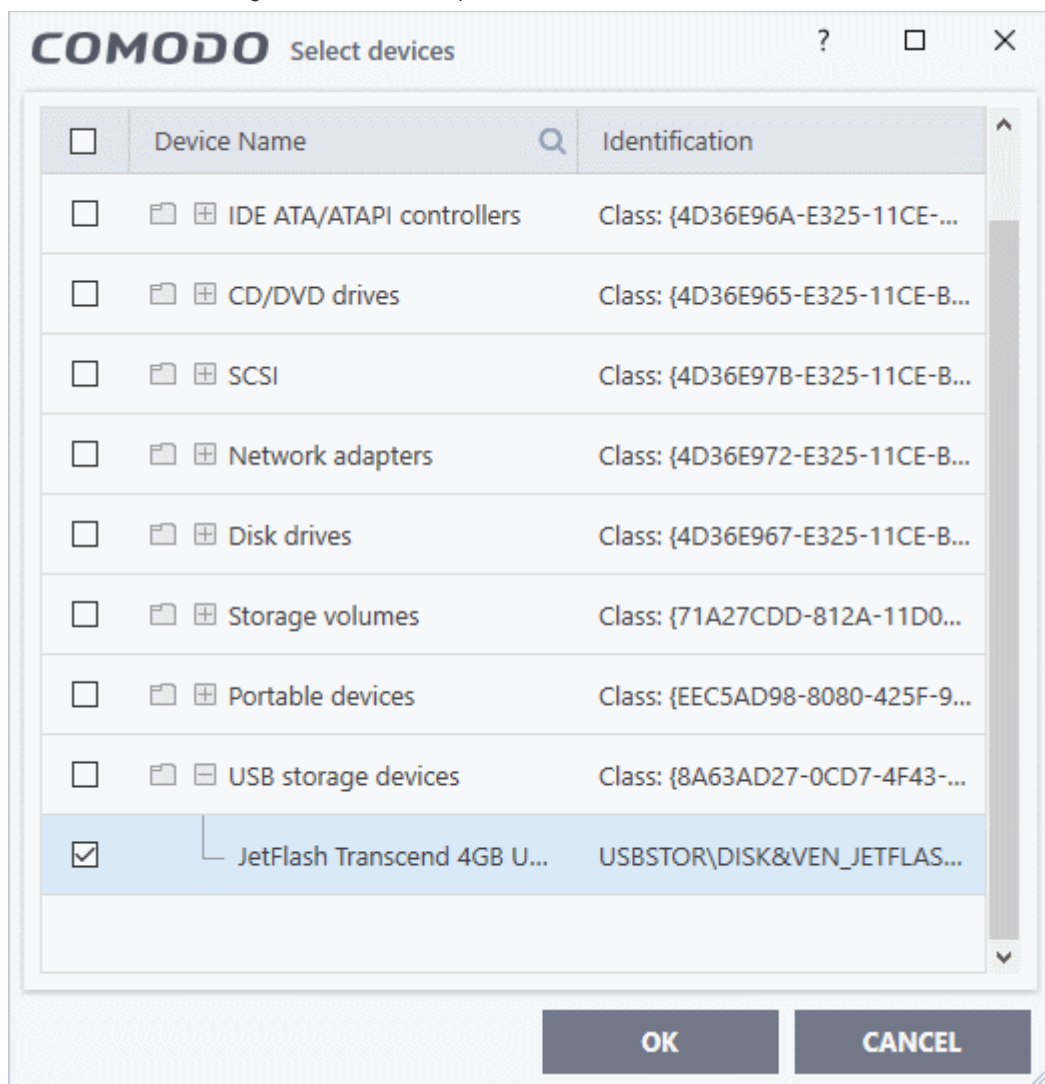 COMODO Select devices ?
Device Name Identification
IDE ATA/ATAPI controllers Class: {4D36E96A-E325-11CE-...
CD/DVD drives Class: {4D36E965-E325-11CE-B...
SCSI Class: {4D36E97B-E325-11CE-B...
Network adapters Class: {4D36E972-E325-11CE-B...
Disk drives Class: {4D36E967-E325-11CE-B...
Storage volumes Class: {71A27CDD-812A-11D0...
Portable devices Class: {EEC5AD98-8080-425F-9...
USB storage devices Class: {8A63AD27-0CD7-4F43-...
JetFlash Transcend 4GB U... USBSTOR\DISK&VEN_JETFLAS...
OK CANCEL